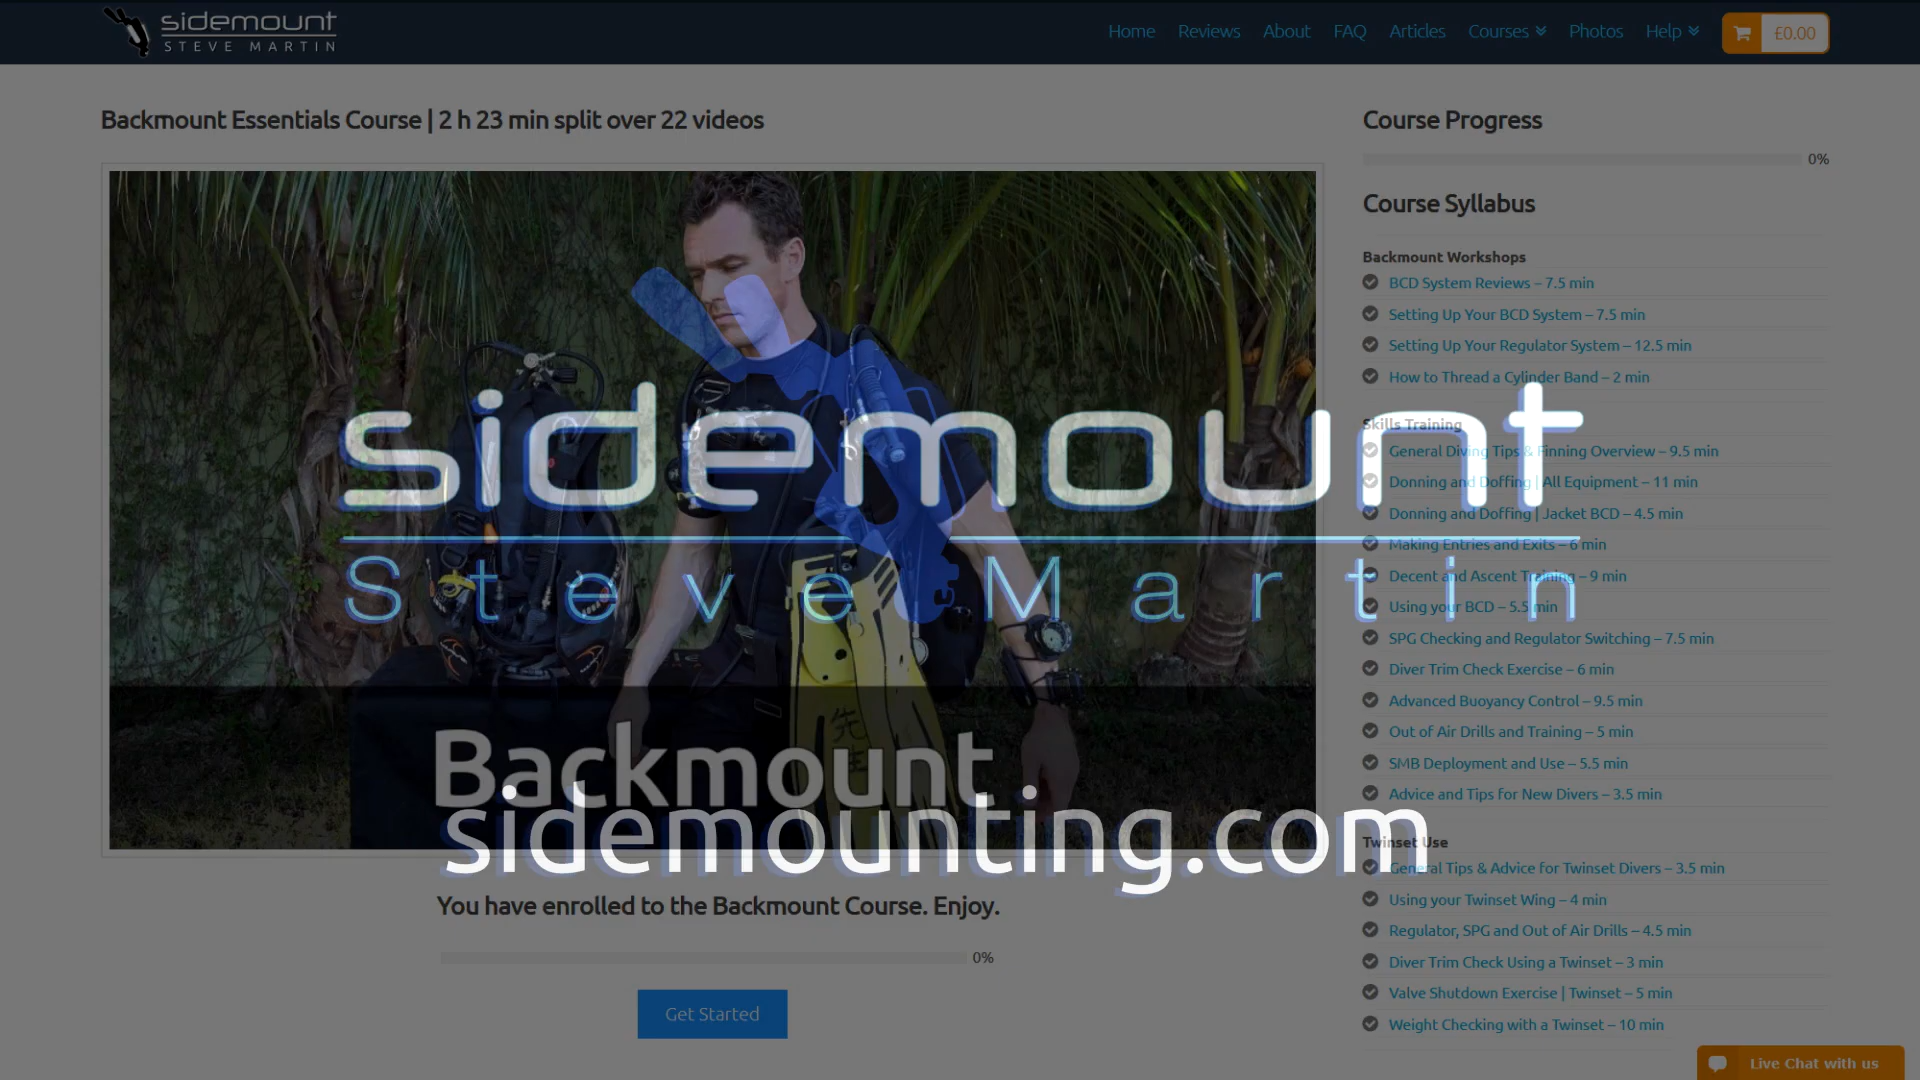 sidemount
STEVE MARTIN
Home Reviews About FAQ Articles Courses Photos Help £0.00
Backmount Essentials Course | 2 h 23 min split over 22 videos
sidemount
Steve Martin
Backmount
sidemounting.com
You have enrolled to the Backmount Course. Enjoy.
0%
Get Started
Course Progress
0%
Course Syllabus
Backmount Workshops
BCD System Reviews – 7.5 min
Setting Up Your BCD System – 7.5 min
Setting Up Your Regulator System – 12.5 min
How to Thread a Cylinder Band – 2 min
Skills Training
General Diving Tips & Finning Overview – 9.5 min
Donning and Doffing | All Equipment – 11 min
Donning and Doffing | Jacket BCD – 4.5 min
Making Entries and Exits – 6 min
Decent and Ascent Training – 9 min
Using your BCD – 5.5 min
SPG Checking and Regulator Switching – 7.5 min
Diver Trim Check Exercise – 6 min
Advanced Buoyancy Control – 9.5 min
Out of Air Drills and Training – 5 min
SMB Deployment and Use – 5.5 min
Advice and Tips for New Divers – 3.5 min
Twinset Use
General Tips & Advice for Twinset Divers – 3.5 min
Using your Twinset Wing – 4 min
Regulator, SPG and Out of Air Drills – 4.5 min
Diver Trim Check Using a Twinset – 3 min
Valve Shutdown Exercise | Twinset – 5 min
Weight Checking with a Twinset – 10 min
Live Chat with us